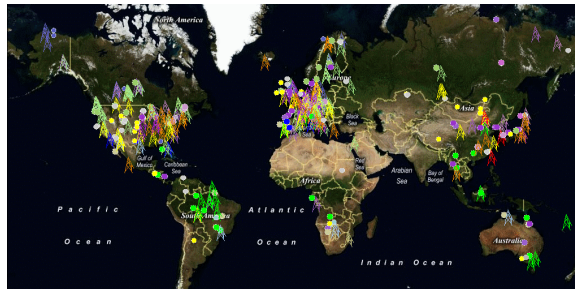 North America
Europe
Asia
Black
Sea
Gulf of
Mexico
Caribbean
Sea
Sea
Red
Sea
Africa
Arabian
Sea
Bay of
Bengal
Pacific
Ocean
South America
Atlantic
Ocean
Indian Ocean
Australia